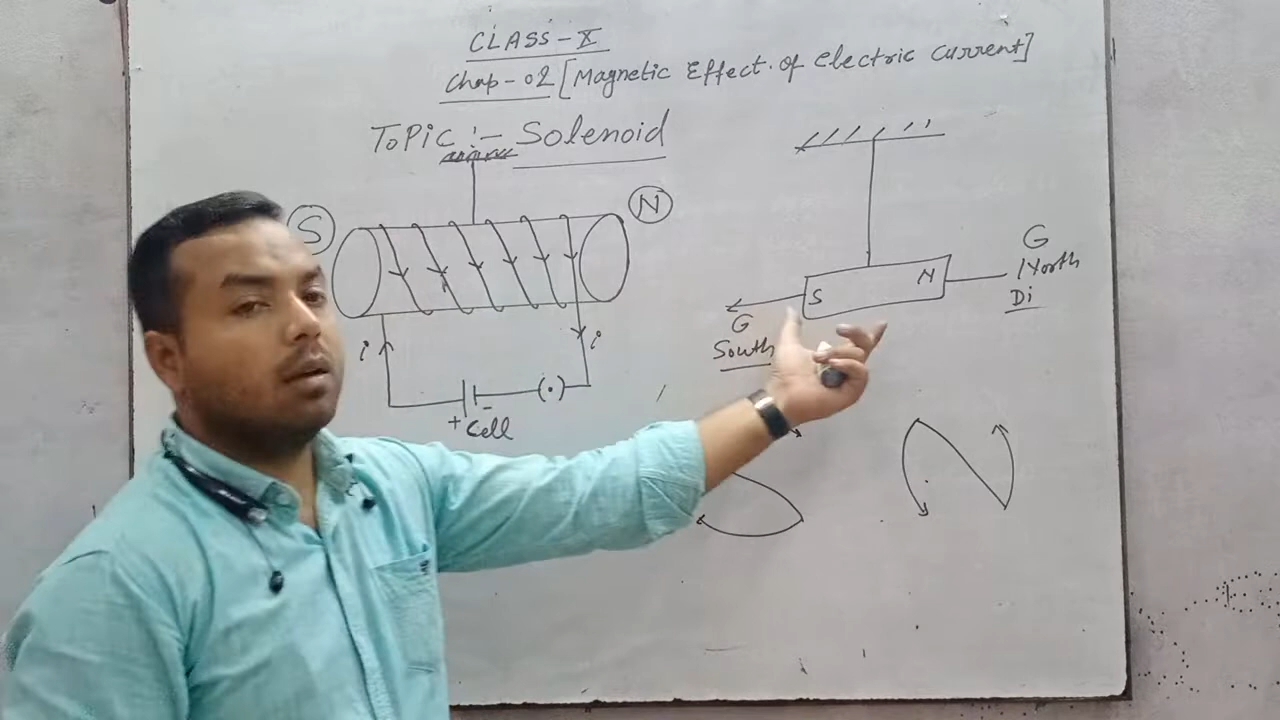 CLASS-X
Chap-02 [Magnetic Effect of electric current]
Topic :- Solenoid
S
N
i
i
+ -
Cell
(.)
S
N
G
South
G
North
Di
S
N